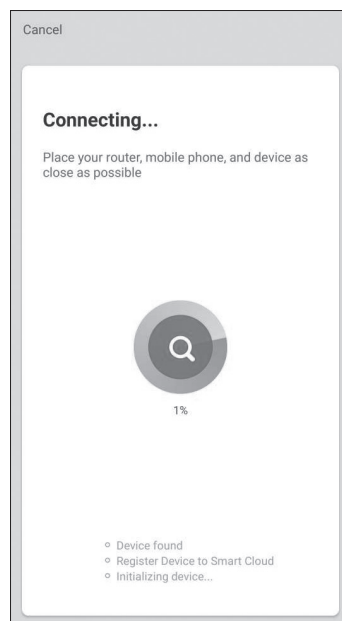 Cancel
Connecting...
Place your router, mobile phone, and device as
close as possible
1%
Device found
Register Device to Smart Cloud
Initializing device...